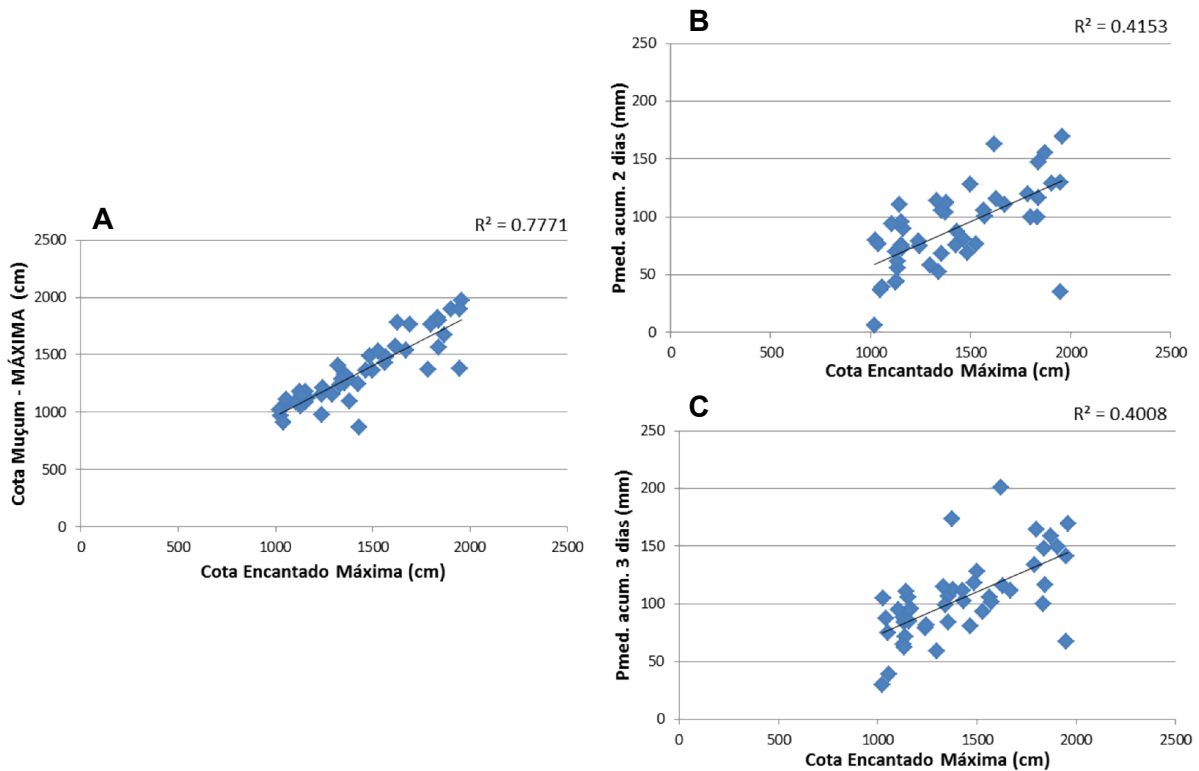 A
R² = 0.7771
Cota Muçum - MÁXIMA (cm)
2500
2000
1500
1000
500
0
0 500 1000 1500 2000 2500
Cota Encantado Máxima (cm)
B
R² = 0.4153
Pmed. acum. 2 dias (mm)
250
200
150
100
50
0
0 500 1000 1500 2000 2500
Cota Encantado Máxima (cm)
C
R² = 0.4008
Pmed. acum. 3 dias (mm)
250
200
150
100
50
0
0 500 1000 1500 2000 2500
Cota Encantado Máxima (cm)